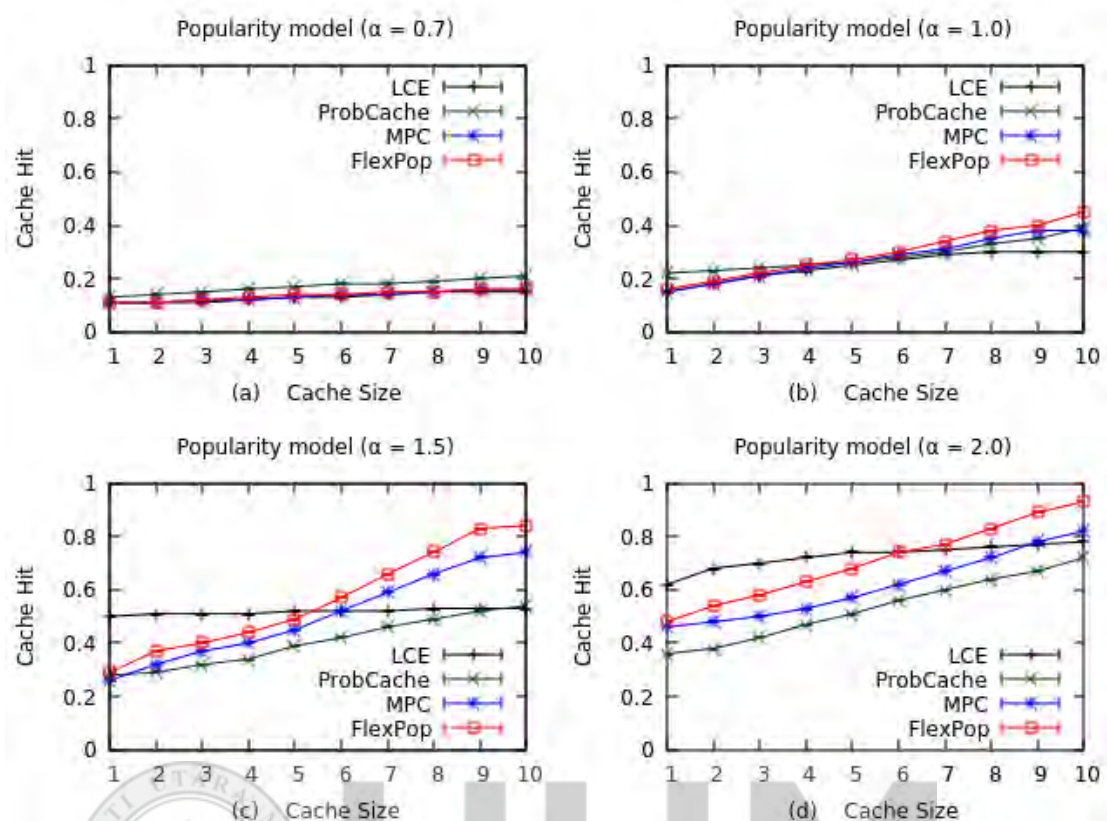 Popularity model (α = 0.7)
1
0.8
0.6
0.4
0.2
0
Cache Hit
LCE
ProbCache
MPC
FlexPop
1 2 3 4 5 6 7 8 9 10
(a) Cache Size
Popularity model (α = 1.0)
1
0.8
0.6
0.4
0.2
0
Cache Hit
LCE
ProbCache
MPC
FlexPop
1 2 3 4 5 6 7 8 9 10
(b) Cache Size
Popularity model (α = 1.5)
1
0.8
0.6
0.4
0.2
0
Cache Hit
LCE
ProbCache
MPC
FlexPop
1 2 3 4 5 6 7 8 9 10
(c) Cache Size
Popularity model (α = 2.0)
1
0.8
0.6
0.4
0.2
0
Cache Hit
LCE
ProbCache
MPC
FlexPop
1 2 3 4 5 6 7 8 9 10
(d) Cache Size